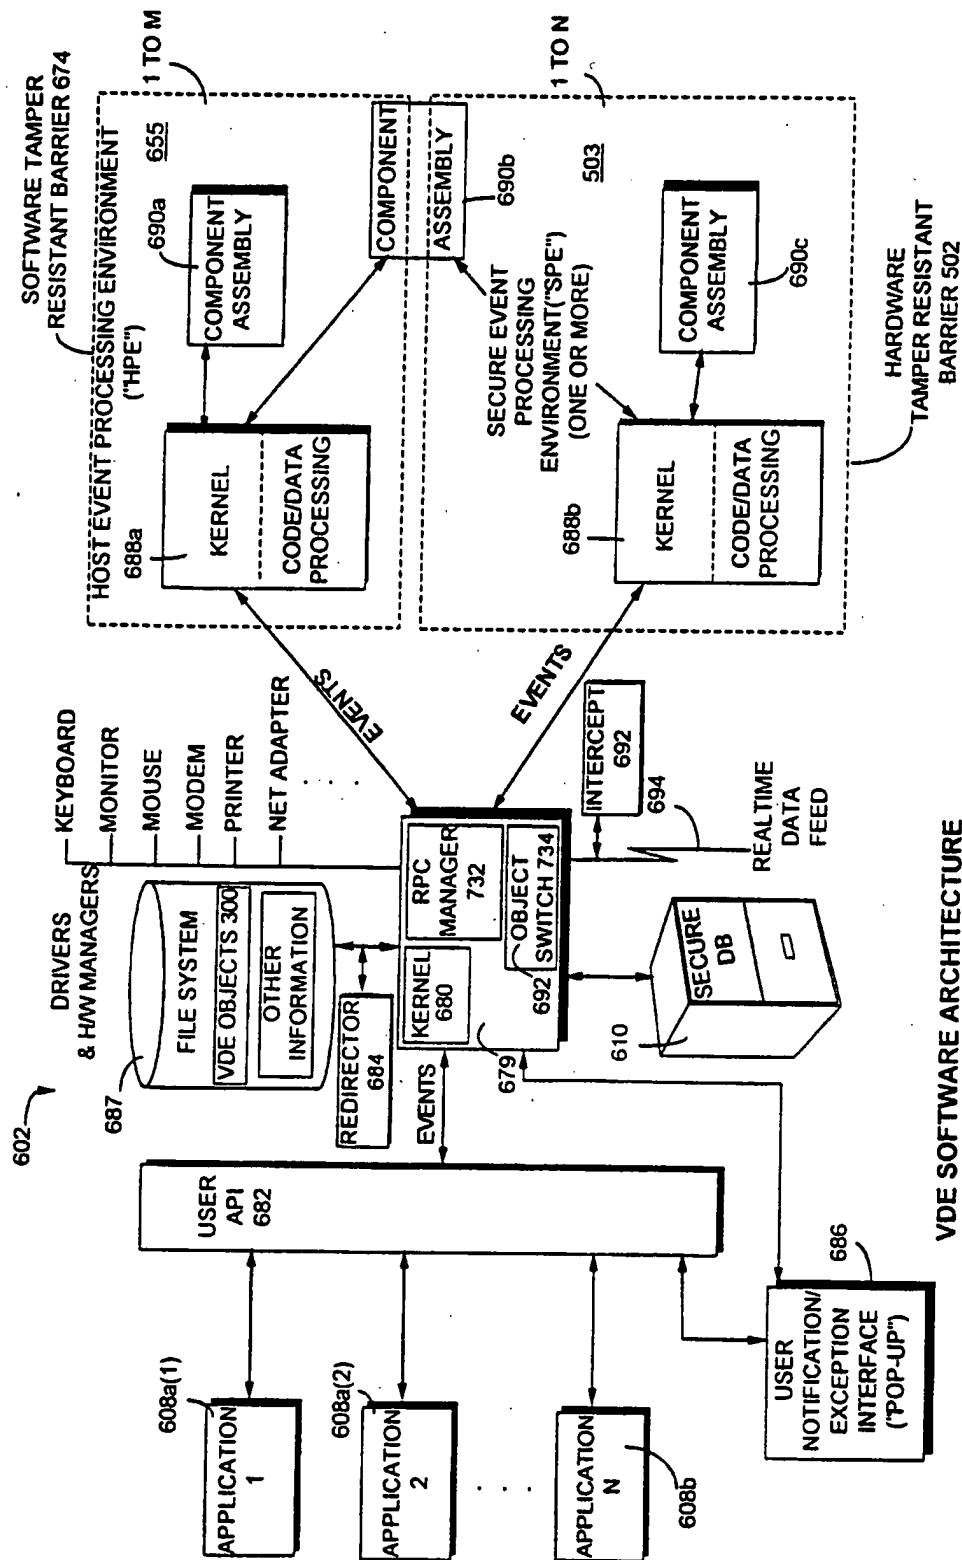 602
DRIVERS
& H/W MANAGERS
KEYBOARD
MONITOR
MOUSE
MODEM
PRINTER
NET ADAPTER
. . . .
SOFTWARE TAMPER
RESISTANT BARRIER 674
HOST EVENT PROCESSING ENVIRONMENT
("HPE")
655
1 TO M
688a
KERNEL
CODE/DATA
PROCESSING
690a
COMPONENT
ASSEMBLY
COMPONENT
ASSEMBLY
690b
687
FILE SYSTEM
VDE OBJECTS 300
OTHER
INFORMATION
REDIRECTOR
684
USER
API
682
608a(1)
APPLICATION
1
608a(2)
APPLICATION
2
. . . .
APPLICATION
N
608b
EVENTS
KERNEL
680
RPC
MANAGER
732
692
OBJECT
SWITCH 734
679
EVENTS
EVENTS
INTERCEPT
692
694
REALTIME
DATA
FEED
610
SECURE
DB
SECURE EVENT
PROCESSING
ENVIRONMENT("SPE")
(ONE OR MORE)
503
1 TO N
688b
KERNEL
CODE/DATA
PROCESSING
COMPONENT
ASSEMBLY
690c
HARDWARE
TAMPER RESISTANT
BARRIER 502
USER
NOTIFICATION/
EXCEPTION
INTERFACE
("POP-UP")
686
VDE SOFTWARE ARCHITECTURE